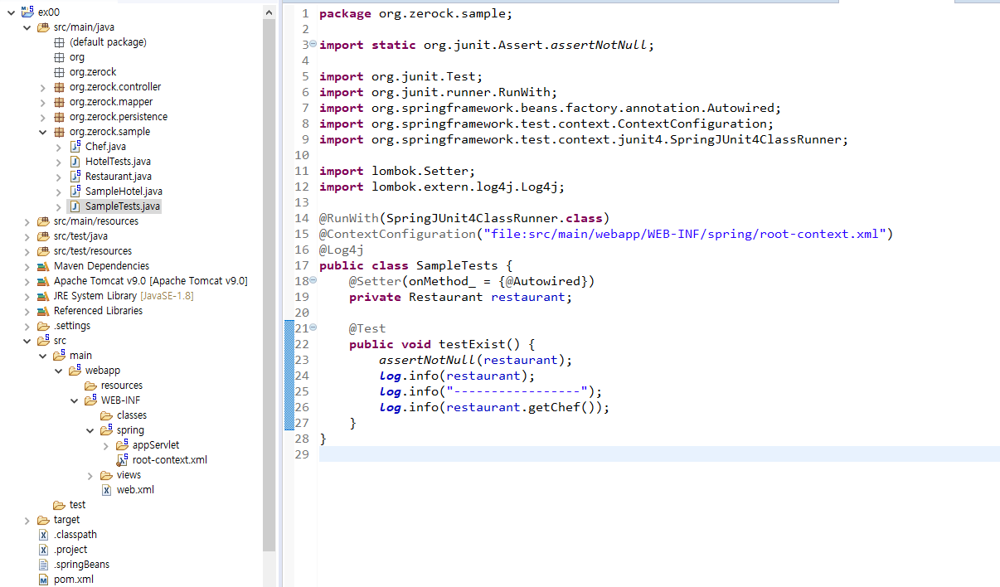 ex00
src/main/java
(default package)
org
org.zerock
org.zerock.controller
org.zerock.mapper
org.zerock.persistence
org.zerock.sample
Chef.java
HotelTests.java
Restaurant.java
SampleHotel.java
SampleTests.java
src/main/resources
src/test/java
src/test/resources
Maven Dependencies
Apache Tomcat v9.0 [Apache Tomcat v9.0]
JRE System Library [JavaSE-1.8]
Referenced Libraries
.settings
src
main
webapp
resources
WEB-INF
classes
spring
appServlet
root-context.xml
views
web.xml
test
target
.classpath
.project
.springBeans
pom.xml
1 package org.zerock.sample;
2
3 import static org.junit.Assert.assertNotNull;
4
5 import org.junit.Test;
6 import org.junit.runner.RunWith;
7 import org.springframework.beans.factory.annotation.Autowired;
8 import org.springframework.test.context.ContextConfiguration;
9 import org.springframework.test.context.junit4.SpringJUnit4ClassRunner;
10
11 import lombok.Setter;
12 import lombok.extern.log4j.Log4j;
13
14 @RunWith(SpringJUnit4ClassRunner.class)
15 @ContextConfiguration("file:src/main/webapp/WEB-INF/spring/root-context.xml")
16 @Log4j
17 public class SampleTests {
18     @Setter(onMethod_ = {@Autowired})
19     private Restaurant restaurant;
20
21     @Test
22     public void testExist() {
23         assertNotNull(restaurant);
24         log.info(restaurant);
25         log.info("-----------------");
26         log.info(restaurant.getChef());
27     }
28 }
29